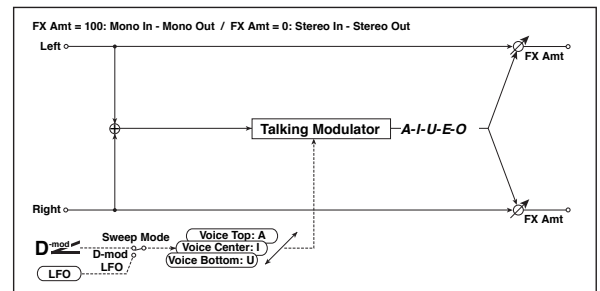 FX Amt = 100: Mono In - Mono Out / FX Amt = 0: Stereo In - Stereo Out
Left
FX Amt
Talking Modulator
A-I-U-E-O
Right
FX Amt
D-mod
Sweep Mode
D-mod
LFO
LFO
Voice Top: A
Voice Center: I
Voice Bottom: U